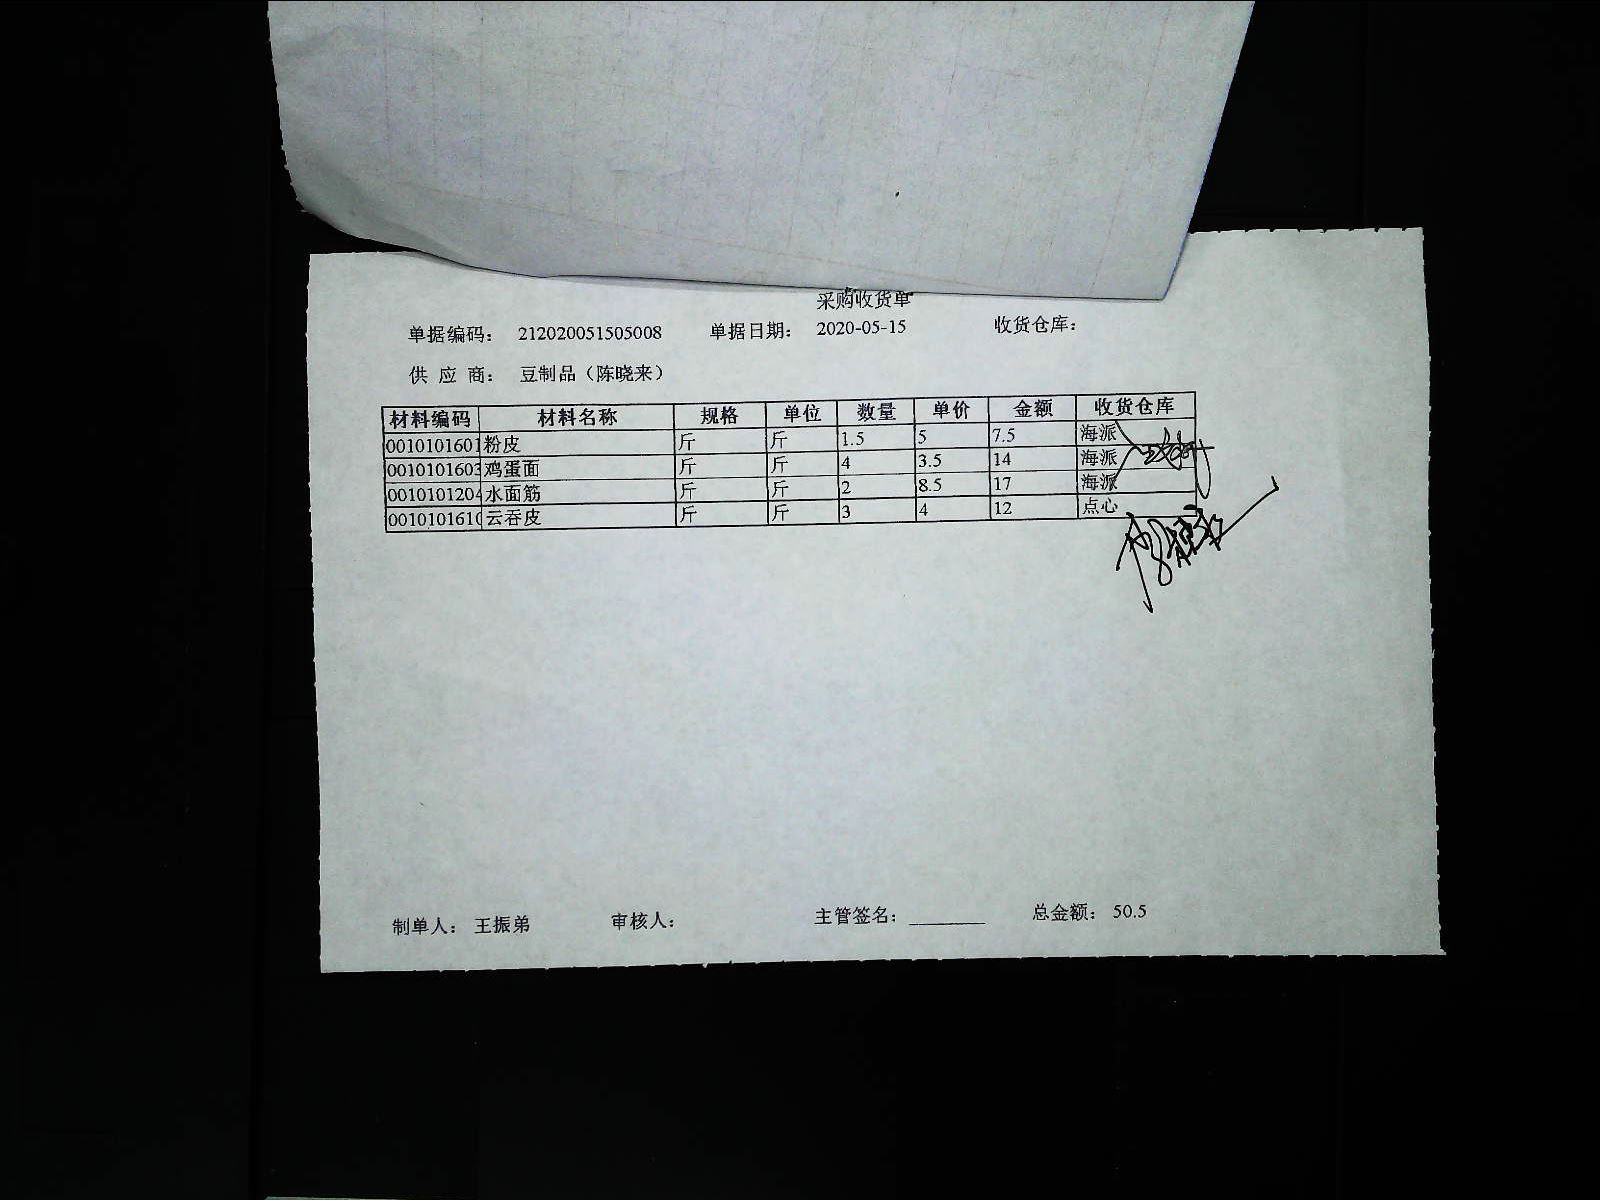 采购收货单
单据编码： 212020051505008 单据日期： 2020-05-15 收货仓库：
供 应 商： 豆制品（陈晓来）
材料编码 材料名称 规格 单位 数量 单价 金额 收货仓库
0010101601 粉皮 斤 斤 1.5 5 7.5 海派
0010101603 鸡蛋面 斤 斤 4 3.5 14 海派
0010101204 水面筋 斤 斤 2 8.5 17 海派
0010101610 云吞皮 斤 斤 3 4 12 点心
制单人： 王振弟 审核人： 主管签名： ________ 总金额： 50.5